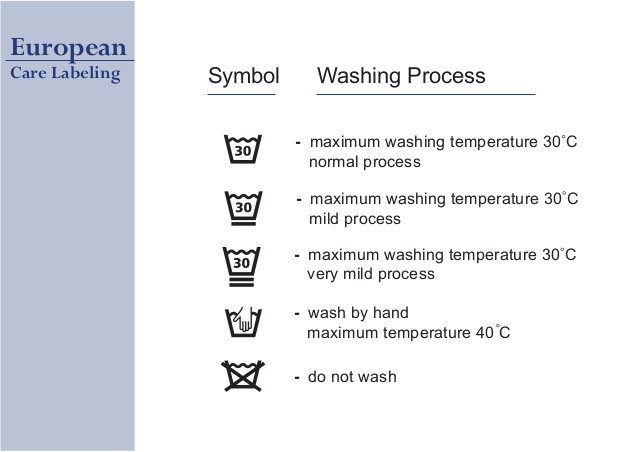 European
Care Labeling
Symbol Washing Process
30 - maximum washing temperature 30°C
normal process
30 - maximum washing temperature 30°C
mild process
30 - maximum washing temperature 30°C
very mild process
- wash by hand
maximum temperature 40°C
- do not wash